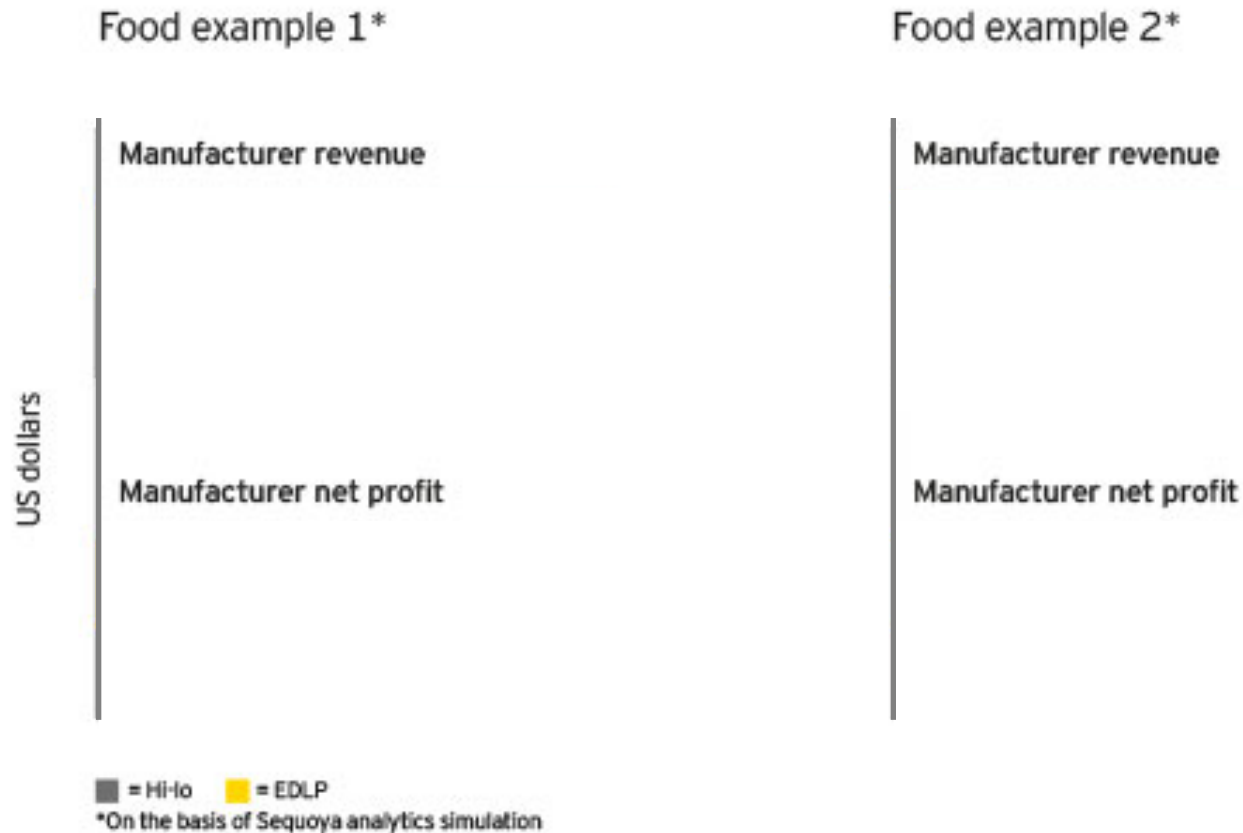 Food example 1*
Food example 2*
Manufacturer revenue
Manufacturer revenue
US dollars
Manufacturer net profit
Manufacturer net profit
= Hi-lo = EDLP
*On the basis of Sequoya analytics simulation